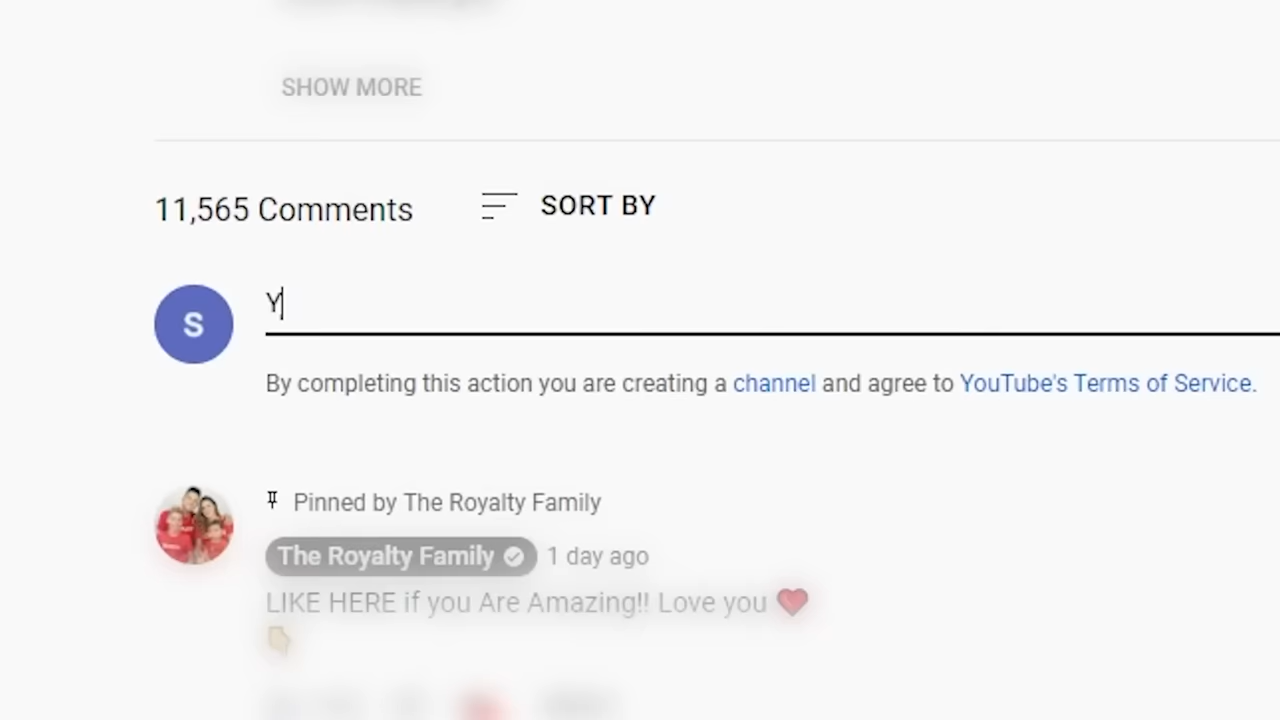 SHOW MORE
11,565 Comments SORT BY
S
Y
By completing this action you are creating a channel and agree to YouTube's Terms of Service.
Pinned by The Royalty Family
The Royalty Family 1 day ago
LIKE HERE if you Are Amazing!! Love you ❤️
👇